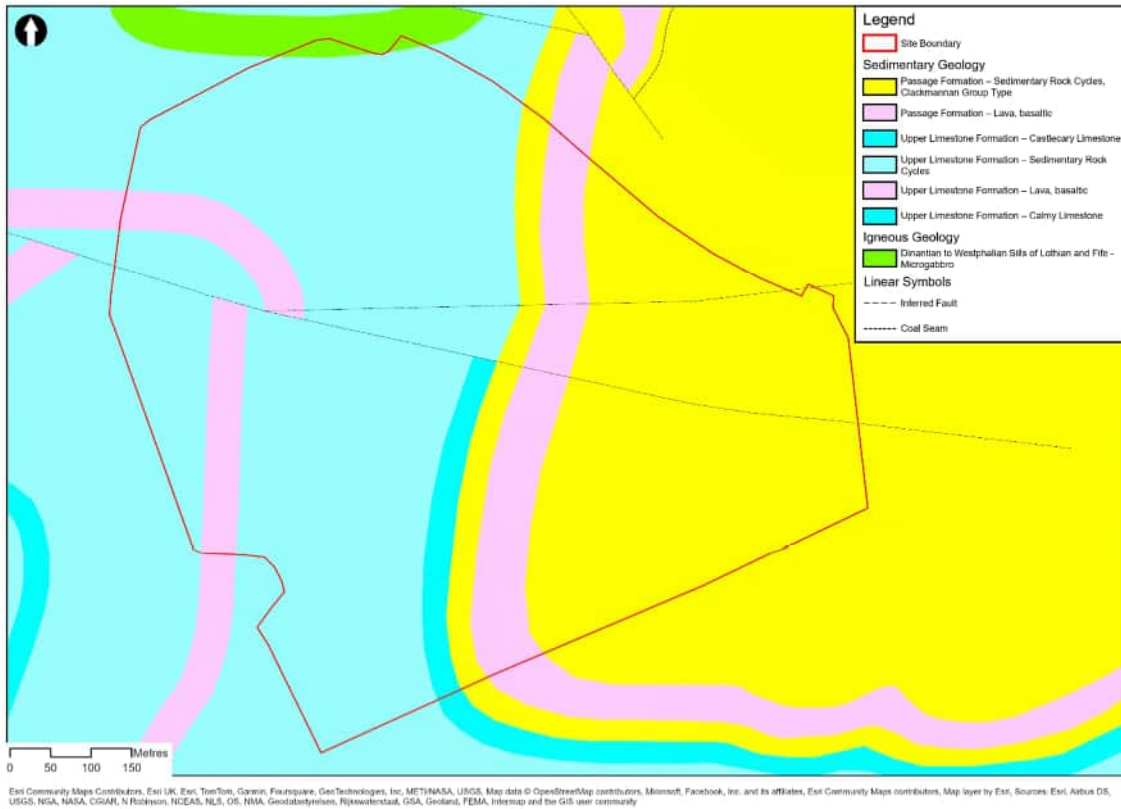 Legend
Site Boundary
Sedimentary Geology
Passage Formation – Sedimentary Rock Cycles,
Clackmannan Group Type
Passage Formation – Lava, basaltic
Upper Limestone Formation – Castlecary Limestone
Upper Limestone Formation – Sedimentary Rock
Cycles
Upper Limestone Formation – Lava, basaltic
Upper Limestone Formation – Calmy Limestone
Igneous Geology
Dinantian to Westphalian Sills of Lothian and Fife -
Microgabbro
Linear Symbols
Inferred Fault
Coal Seam
Metres
0 50 100 150
Esri Community Maps Contributors, Esri UK, Esri, TomTom, Garmin, Foursquare, GeoTechnologies, Inc, METI/NASA, USGS, Map data © OpenStreetMap contributors, Microsoft, Facebook, Inc. and its affiliates, Esri Community Maps contributors, Map layer by Esri, Sources: Esri, Airbus DS,
USGS, NGA, NASA, CGIAR, N Robinson, NCEAS, NLS, OS, NMA, Geodatastyrelsen, Rijkswaterstaat, GSA, Geoland, FEMA, Intermap and the GIS user community